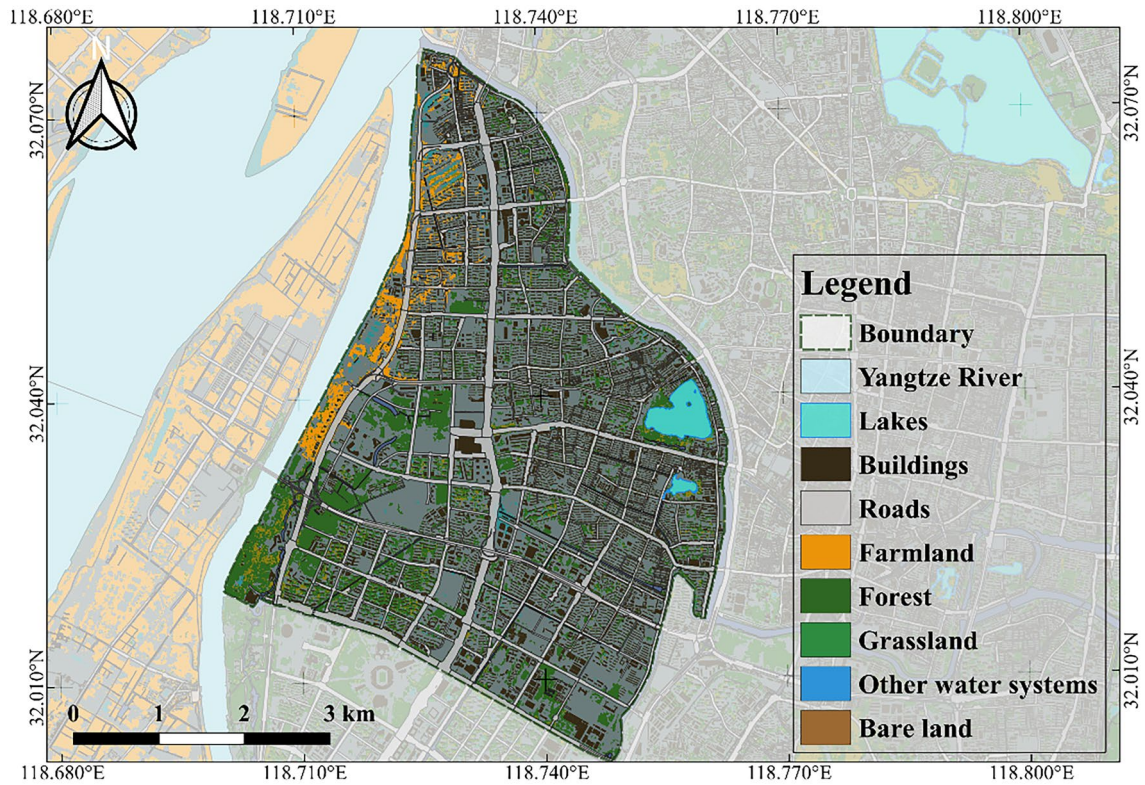 118.680°E 118.710°E 118.740°E 118.770°E 118.800°E
N
32.070°N
32.070°N
Legend
Boundary
Yangtze River
Lakes
Buildings
Roads
Farmland
Forest
Grassland
Other water systems
Bare land
32.040°N
32.040°N
32.010°N
32.010°N
0 1 2 3 km
118.680°E 118.710°E 118.740°E 118.770°E 118.800°E